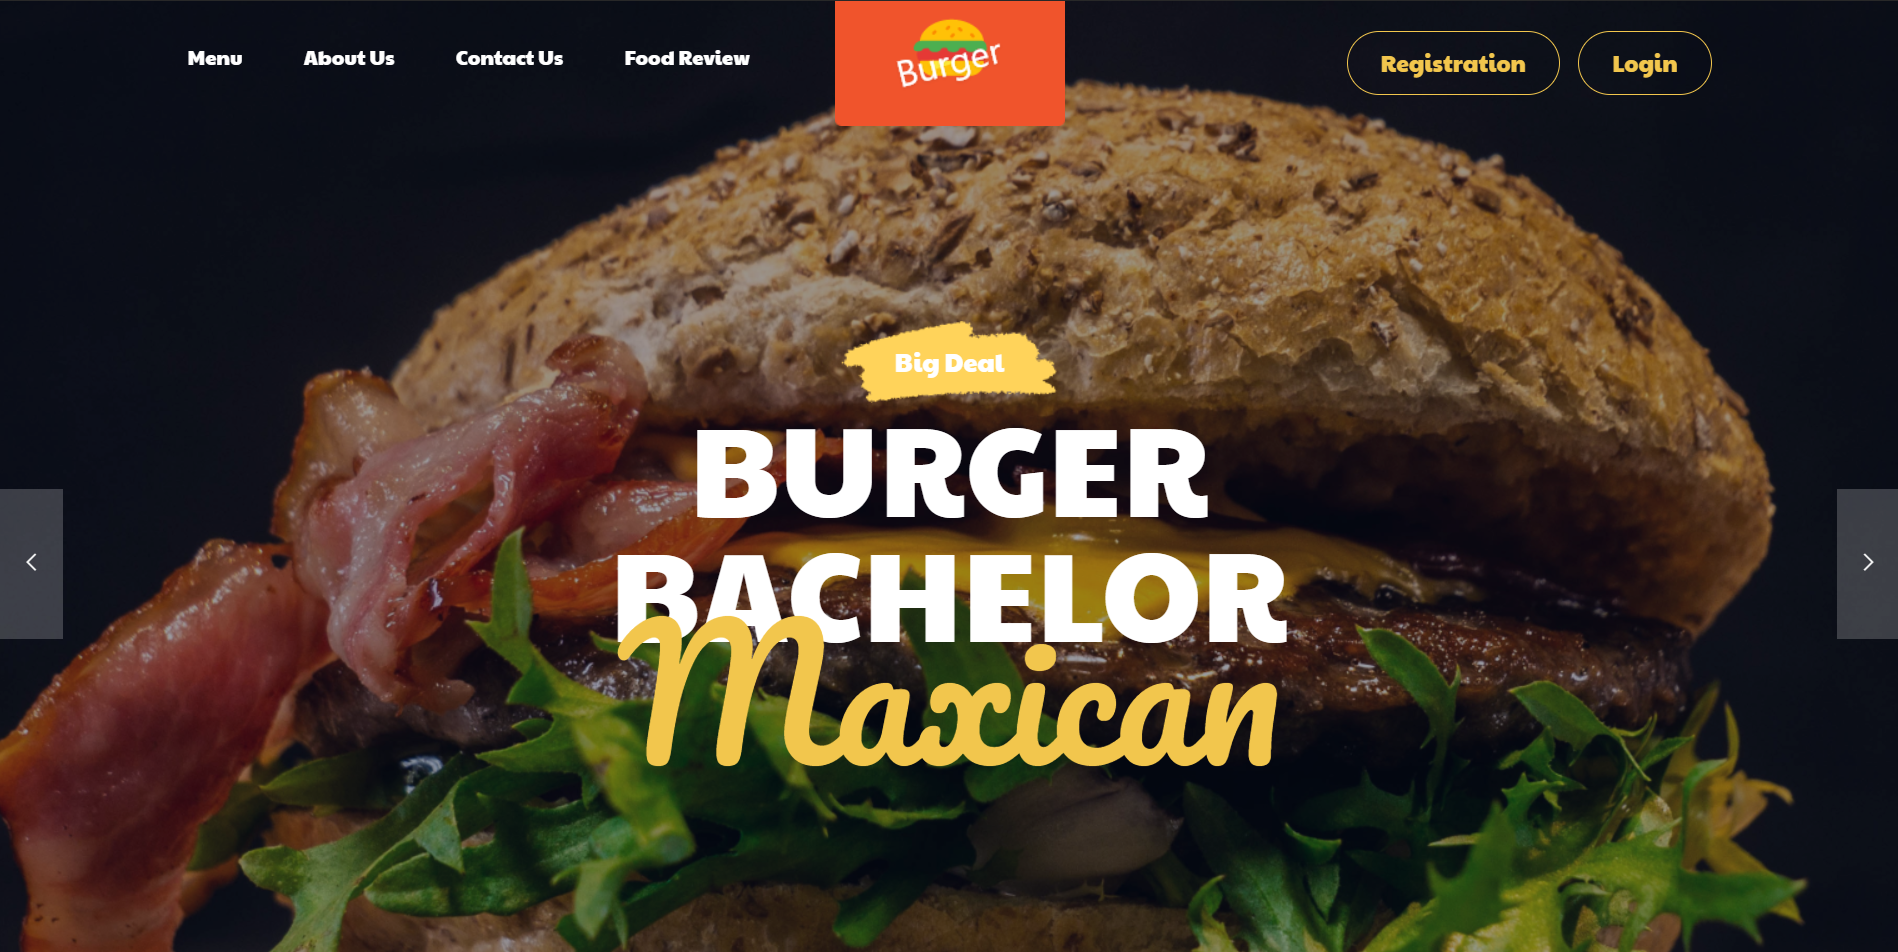 Menu About Us Contact Us Food Review
Burger
Registration Login
Big Deal
BURGER
BACHELOR
Maxican